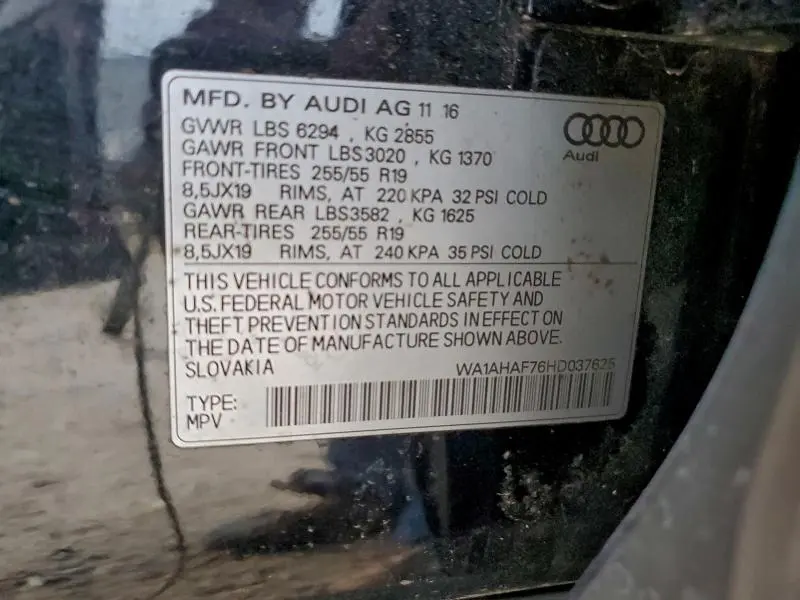 MFD. BY AUDI AG 11 16
GVWR LBS 6294 , KG 2855
GAWR FRONT LBS3020 , KG 1370
FRONT-TIRES 255/55 R19
8,5JX19 RIMS, AT 220 KPA 32 PSI COLD
GAWR REAR LBS3582 , KG 1625
REAR-TIRES 255/55 R19
8,5JX19 RIMS, AT 240 KPA 35 PSI COLD
Audi
THIS VEHICLE CONFORMS TO ALL APPLICABLE
U.S. FEDERAL MOTOR VEHICLE SAFETY AND
THEFT PREVENTION STANDARDS IN EFFECT ON
THE DATE OF MANUFACTURE SHOWN ABOVE.
SLOVAKIA WA1AHAF76HD037625
TYPE:
MPV